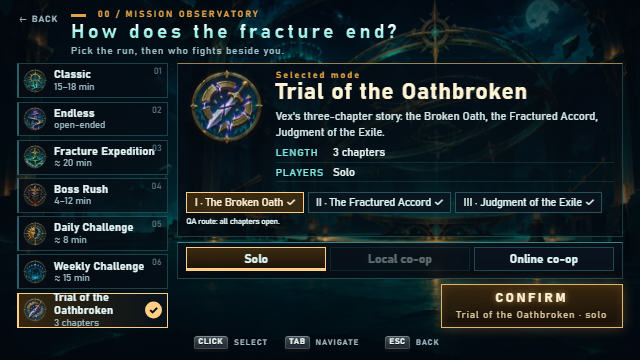 ← BACK
00 / MISSION OBSERVATORY
How does the fracture end?
Pick the run, then who fights beside you.
Classic
01
15–18 min
Endless
02
open-ended
Fracture Expedition
03
≈ 20 min
Boss Rush
04
4–12 min
Daily Challenge
05
≈ 8 min
Weekly Challenge
06
≈ 15 min
Trial of the
Oathbroken
3 chapters
Selected mode
Trial of the Oathbroken
Vex's three-chapter story: the Broken Oath, the Fractured Accord,
Judgment of the Exile.
LENGTH 3 chapters
PLAYERS Solo
I · The Broken Oath ✓ II · The Fractured Accord ✓ III · Judgment of the Exile ✓
QA route: all chapters open.
Solo Local co-op Online co-op
CONFIRM
Trial of the Oathbroken · solo
CLICK SELECT TAB NAVIGATE ESC BACK